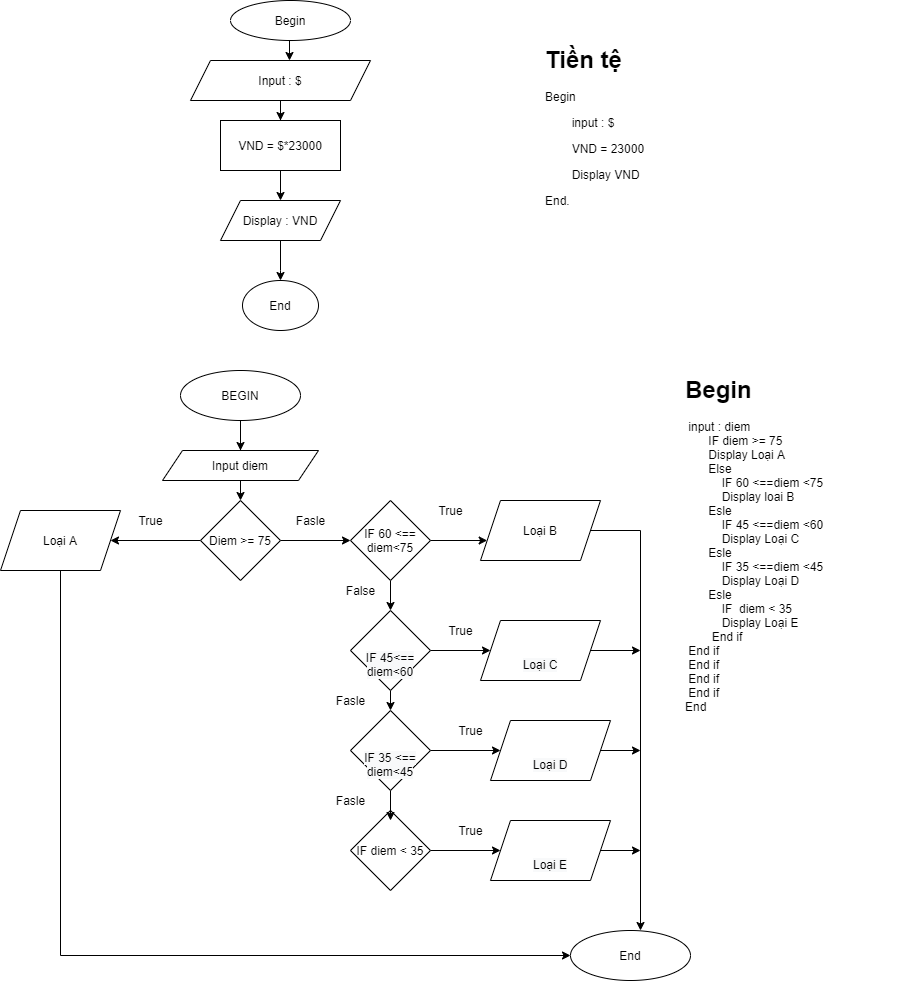 Begin
Input : $
VND = $*23000
Display : VND
End
Tiền tệ
Begin
input : $
VND = 23000
Display VND
End.
BEGIN
Input diem
Diem >= 75
True
Loại A
Fasle
IF 60 <==
diem<75
True
Loại B
False
IF 45<==
diem<60
True
Loại C
Fasle
IF 35 <==
diem<45
True
Loại D
Fasle
IF diem < 35
True
Loại E
End
Begin
input : diem
IF diem >= 75
Display Loại A
Else
IF 60 <==diem <75
Display loai B
Esle
IF 45 <==diem <60
Display Loại C
Esle
IF 35 <==diem <45
Display Loại D
Esle
IF  diem < 35
Display Loại E
End if
End if
End if
End if
End if
End